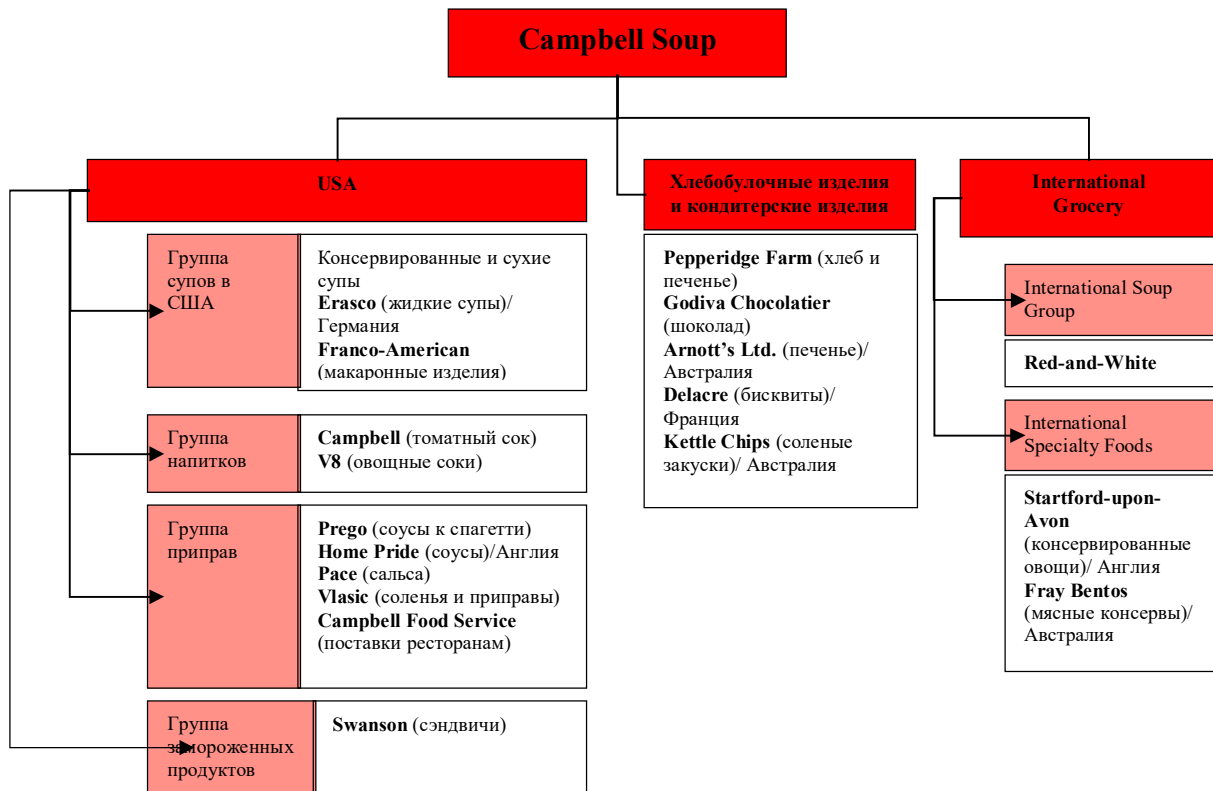 Campbell Soup
USA
Группа
супов в
США
Консервированные и сухие
супы
Erasco (жидкие супы)/
Германия
Franco-American
(макаронные изделия)
Группа
напитков
Campbell (томатный сок)
V8 (овощные соки)
Группа
приправ
Prego (соусы к спагетти)
Home Pride (соусы)/Англия
Pace (сальса)
Vlasic (соленья и приправы)
Campbell Food Service
(поставки ресторанам)
Группа
замороженных
продуктов
Swanson (сэндвичи)
Хлебобулочные изделия
и кондитерские изделия
Pepperidge Farm (хлеб и
печенье)
Godiva Chocolatier
(шоколад)
Arnott’s Ltd. (печенье)/
Австралия
Delacre (бисквиты)/
Франция
Kettle Chips (соленые
закуски)/ Австралия
International
Grocery
International Soup
Group
Red-and-White
International
Specialty Foods
Startford-upon-
Avon
(консервированные
овощи)/ Англия
Fray Bentos
(мясные консервы)/
Австралия